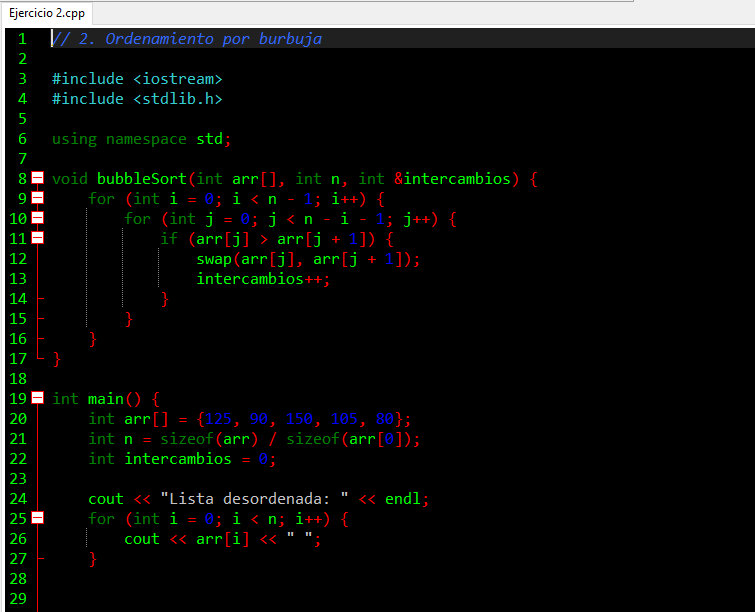 Ejercicio 2.cpp
1 // 2. Ordenamiento por burbuja
2
3 #include <iostream>
4 #include <stdlib.h>
5
6 using namespace std;
7
8 void bubbleSort(int arr[], int n, int &intercambios) {
9     for (int i = 0; i < n - 1; i++) {
10         for (int j = 0; j < n - i - 1; j++) {
11             if (arr[j] > arr[j + 1]) {
12                 swap(arr[j], arr[j + 1]);
13                 intercambios++;
14             }
15         }
16     }
17 }
18
19 int main() {
20     int arr[] = {125, 90, 150, 105, 80};
21     int n = sizeof(arr) / sizeof(arr[0]);
22     int intercambios = 0;
23
24     cout << "Lista desordenada: " << endl;
25     for (int i = 0; i < n; i++) {
26         cout << arr[i] << " ";
27     }
28
29